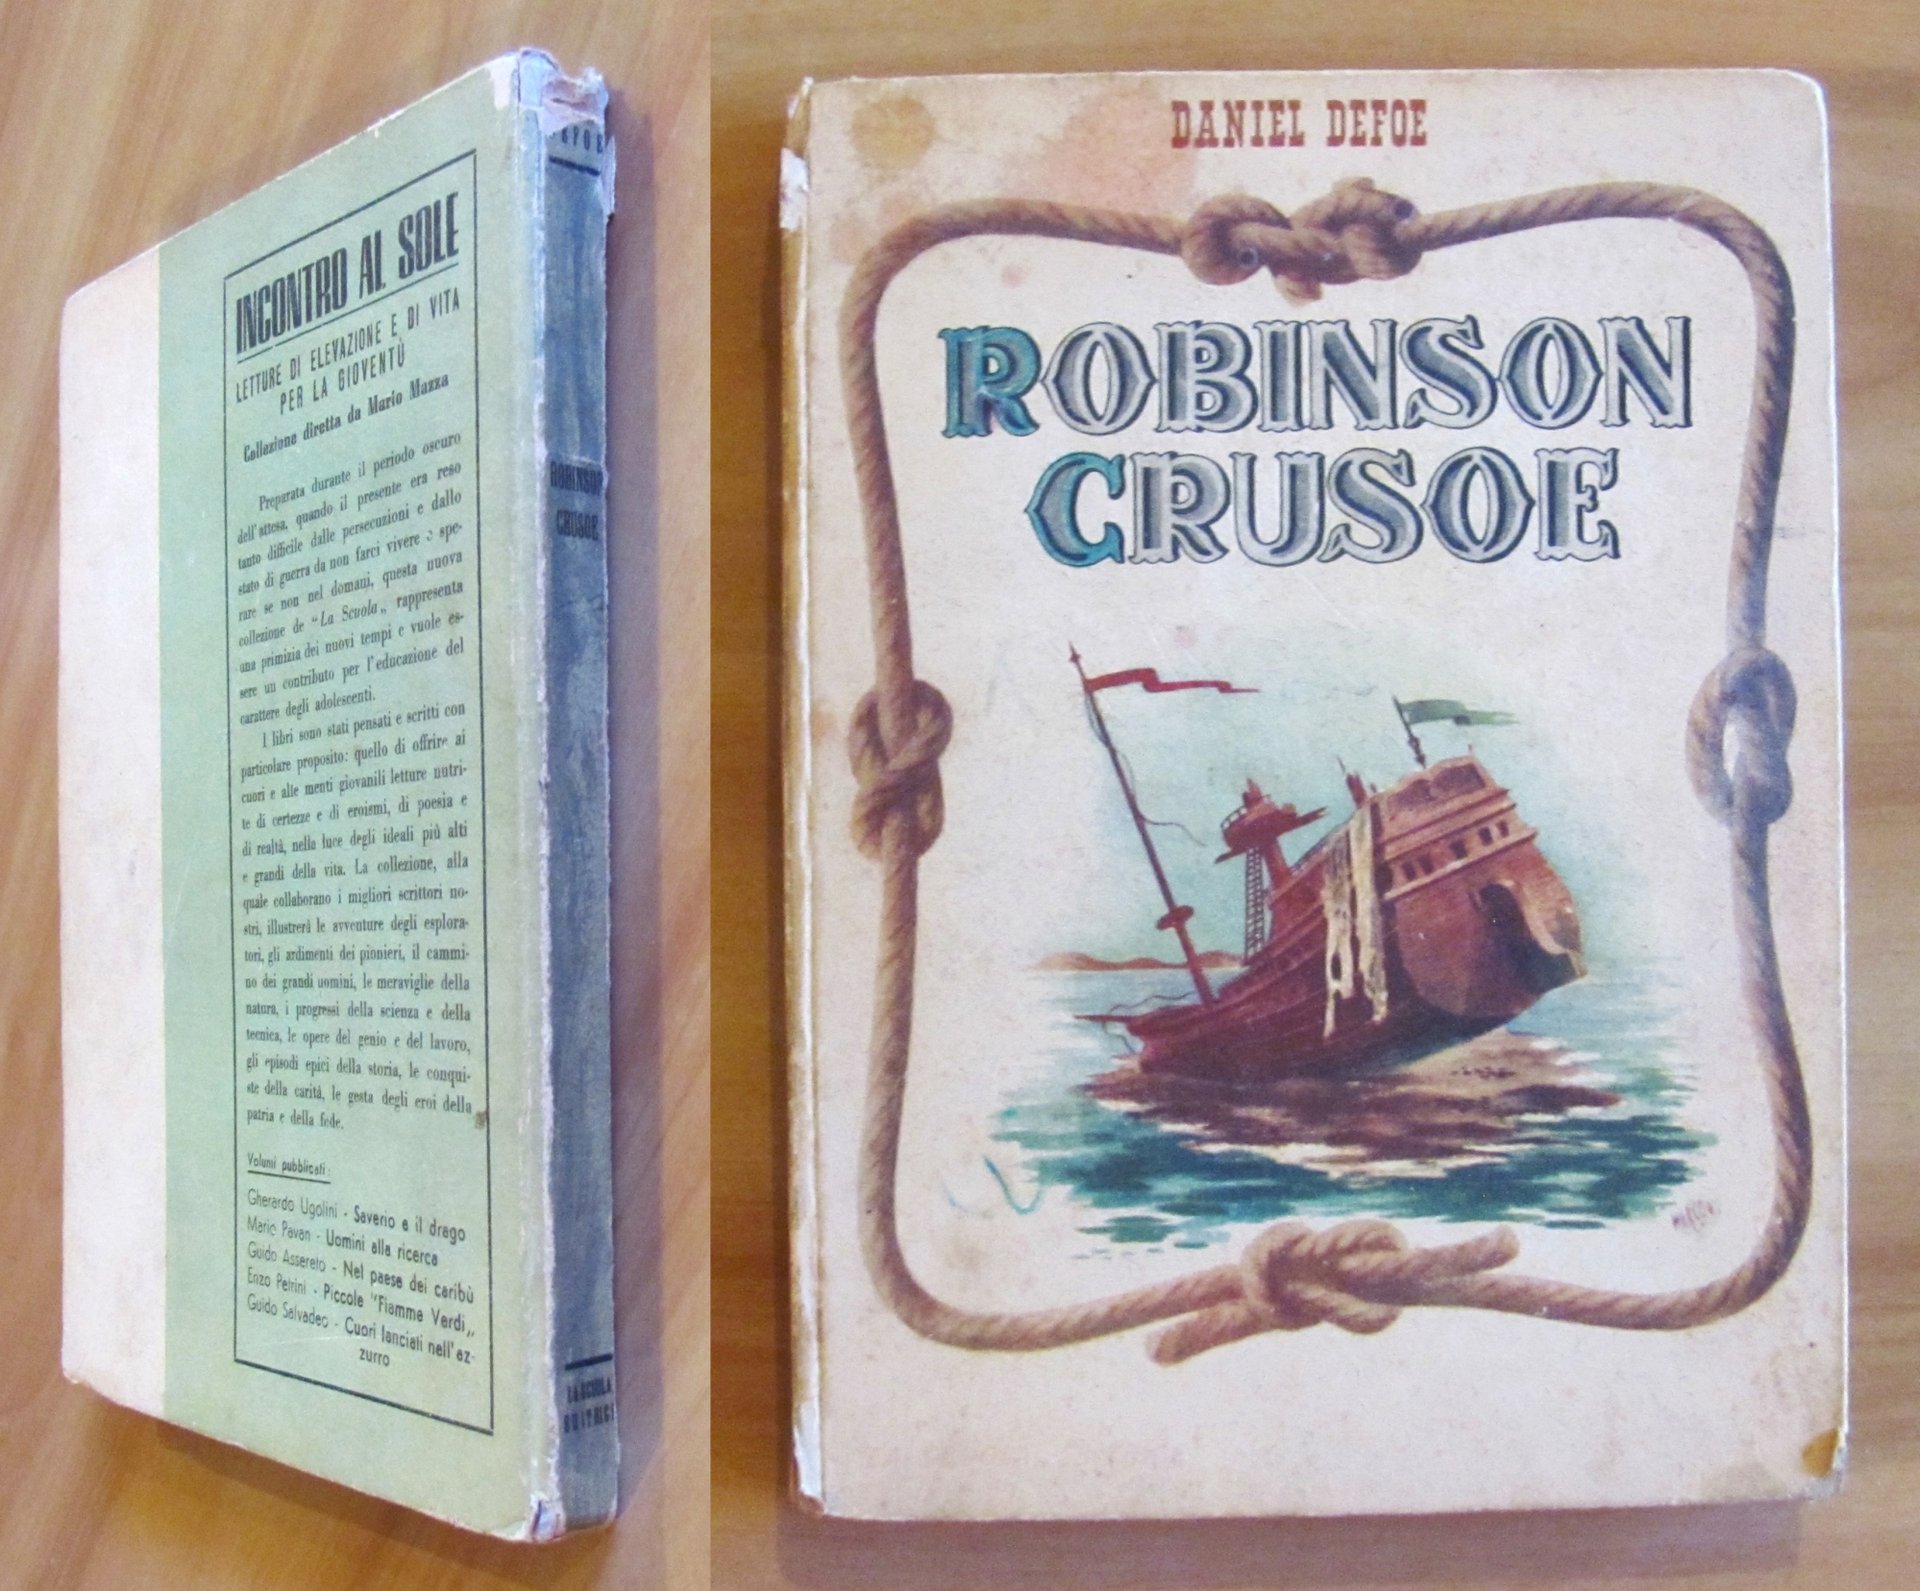 INCONTRO AL SOLE
LETTURE DI ELEVAZIONE E DI VITA
PER LA GIOVENTÙ
Collezione diretta da Mario Mazza
Preparata durante il periodo oscuro
dell'attesa, quando il presente era reso
tanto difficile dalle persecuzioni e dallo
stato di guerra da non farci vivere e spe-
rare se non nel domani, questa nuova
collezione de "La Scuola„ rappresenta
una primizia dei nuovi tempi e vuole es-
sere un contributo per l'educazione del
carattere degli adolescenti.
I libri sono stati pensati e scritti con
particolare proposito: quello di offrire ai
cuori e alle menti giovanili letture nutri-
te di certezze e di eroismi, di poesia e
di realtà, nella luce degli ideali più alti
e grandi della vita. La collezione, alla
quale collaborano i migliori scrittori no-
stri, illustrerà le avventure degli esplora-
tori, gli ardimenti dei pionieri, il cammi-
no dei grandi uomini, le meraviglie della
natura, i progressi della scienza e della
tecnica, le opere del genio e del lavoro,
gli episodi epici della storia, le conqui-
ste della carità, le gesta degli eroi della
patria e della fede.
Volumi pubblicati:
Gherardo Ugolini - Saverio e il drago
Mario Pavan - Uomini alla ricerca
Guido Assereto - Nel paese dei caribù
Enzo Petrini - Piccole "Fiamme Verdi„
Guido Salvadeo - Cuori lanciati nell'az-
zurro
DEFOE
ROBINSON
CRUSOE
LA SCUOLA
EDITRICE
DANIEL DEFOE
ROBINSON
CRUSOE